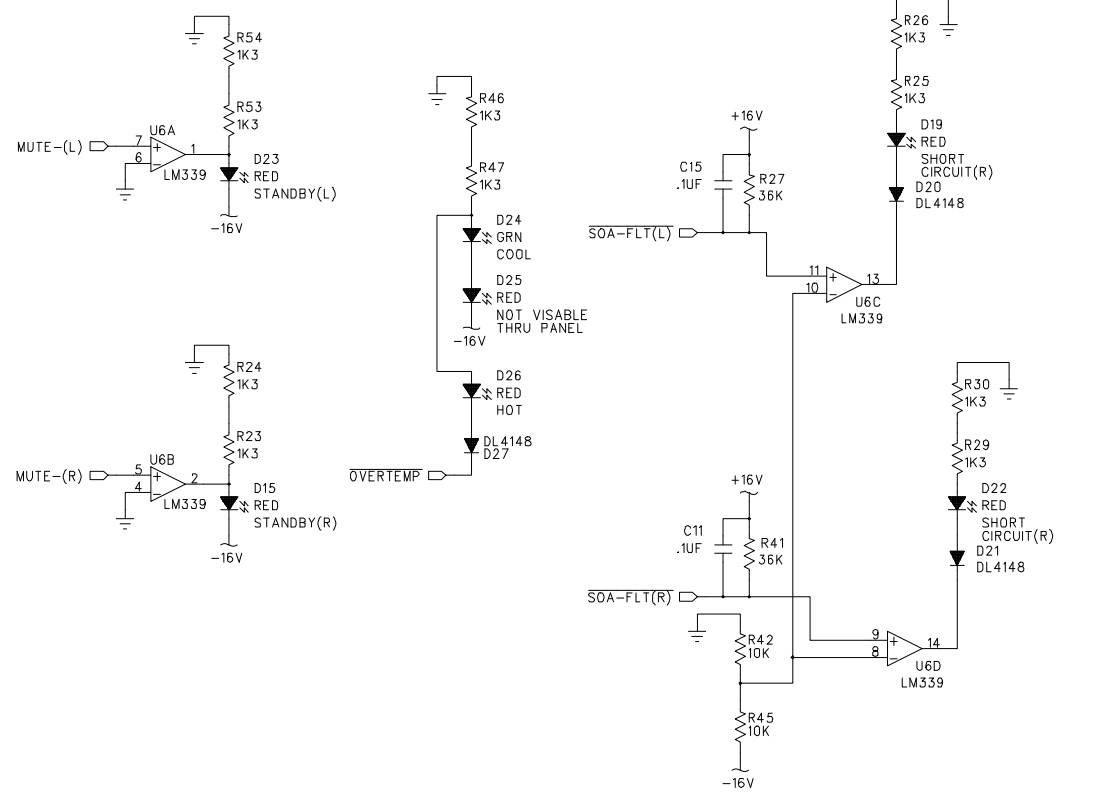 R54
1K3
R53
1K3
U6A
MUTE-(L)
7
6
+
−
1
LM339
D23
RED
STANDBY(L)
-16V
R24
1K3
R23
1K3
U6B
MUTE-(R)
5
4
+
−
2
LM339
D15
RED
STANDBY(R)
-16V
R46
1K3
R47
1K3
D24
GRN
COOL
D25
RED
NOT VISABLE
THRU PANEL
-16V
D26
RED
HOT
DL4148
D27
OVERTEMP
R26
1K3
R25
1K3
D19
RED
SHORT
CIRCUIT(R)
D20
DL4148
+16V
C15
.1UF
R27
36K
SOA-FLT(L)
11
10
+
−
13
U6C
LM339
R30
1K3
R29
1K3
D22
RED
SHORT
CIRCUIT(R)
D21
DL4148
+16V
C11
.1UF
R41
36K
SOA-FLT(R)
9
8
+
−
14
U6D
LM339
R42
10K
R45
10K
-16V